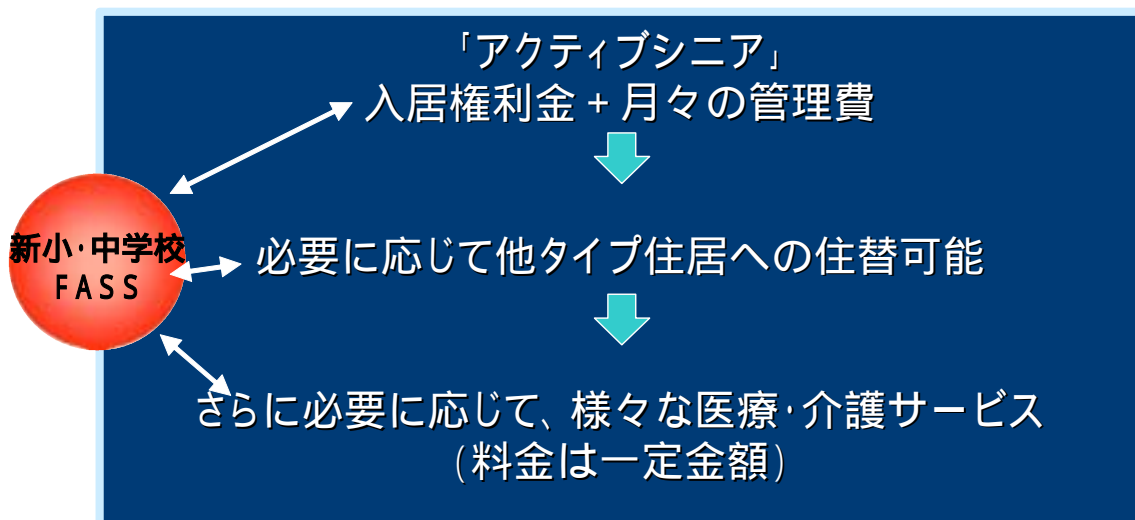 「アクティブシニア」
入居権利金＋月々の管理費
新小・中学校
ＦＡＳＳ
必要に応じて他タイプ住居への住替可能
さらに必要に応じて、様々な医療・介護サービス
（料金は一定金額）